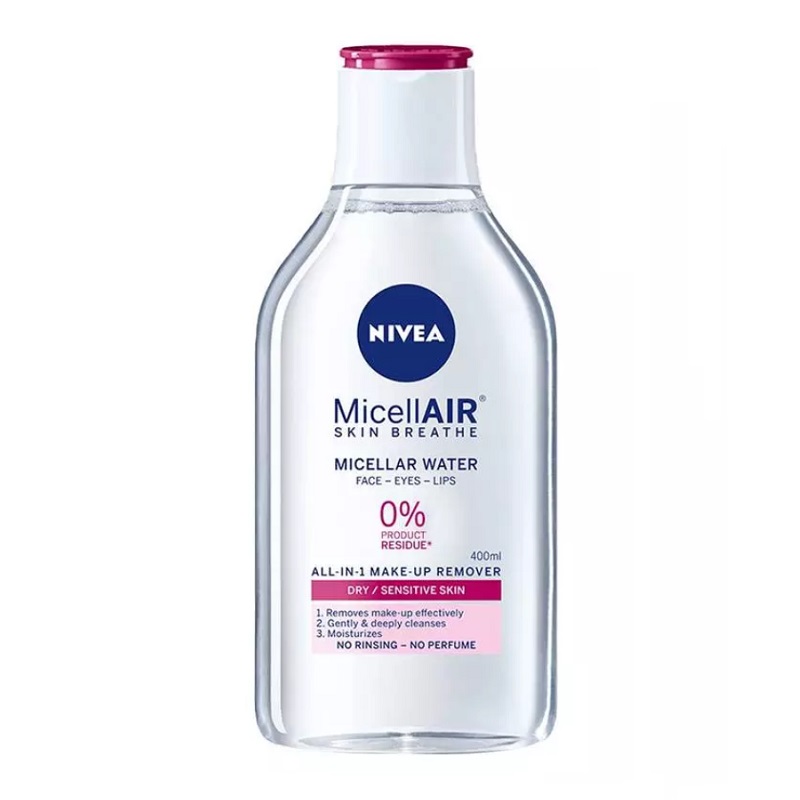 NIVEA
MicellAIR®
SKIN BREATHE
MICELLAR WATER
FACE – EYES – LIPS
0%
PRODUCT
RESIDUE*
400ml
ALL-IN-1 MAKE-UP REMOVER
DRY / SENSITIVE SKIN
1. Removes make-up effectively
2. Gently & deeply cleanses
3. Moisturizes
NO RINSING – NO PERFUME